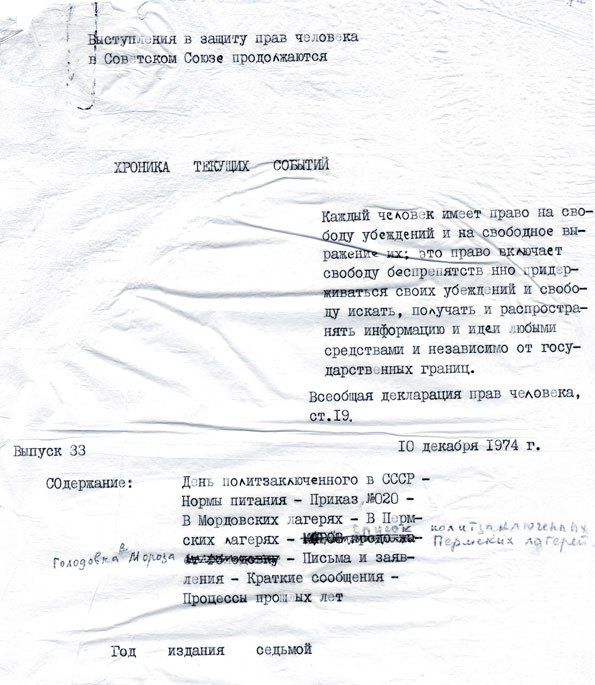 Выступления в защиту прав человека
в Советском Союзе продолжаются
ХРОНИКА ТЕКУЩИХ СОБЫТИЙ
Каждый человек имеет право на сво-
боду убеждений и на свободное вы-
ражение их; это право включает
свободу беспрепятств нно придер-
живаться своих убеждений и свобо-
ду искать, получать и распростра-
нять информацию и идеи любыми
средствами и независимо от госу-
дарственных границ.
Всеобщая декларация прав человека,
ст.19.
Выпуск 33 10 декабря 1974 г.
СОдержание: День политзаключенного в СССР -
Нормы питания - Приказ №020 -
В Мордовских лагерях - В Перм-
ских лагерях - список политзаключенных
Пермских лагерей
Голодовка В. Мороза - Письма и заяв-
ления - Краткие сообщения -
Процессы прош ых лет
Год издания седьмой